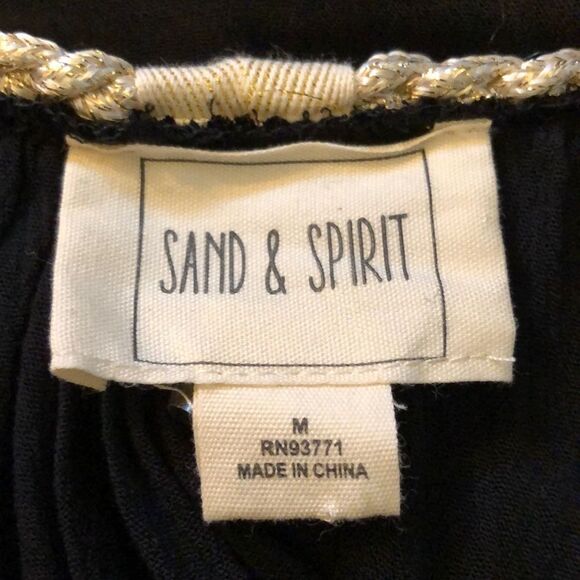 SAND & SPIRIT
M
RN93771
MADE IN CHINA